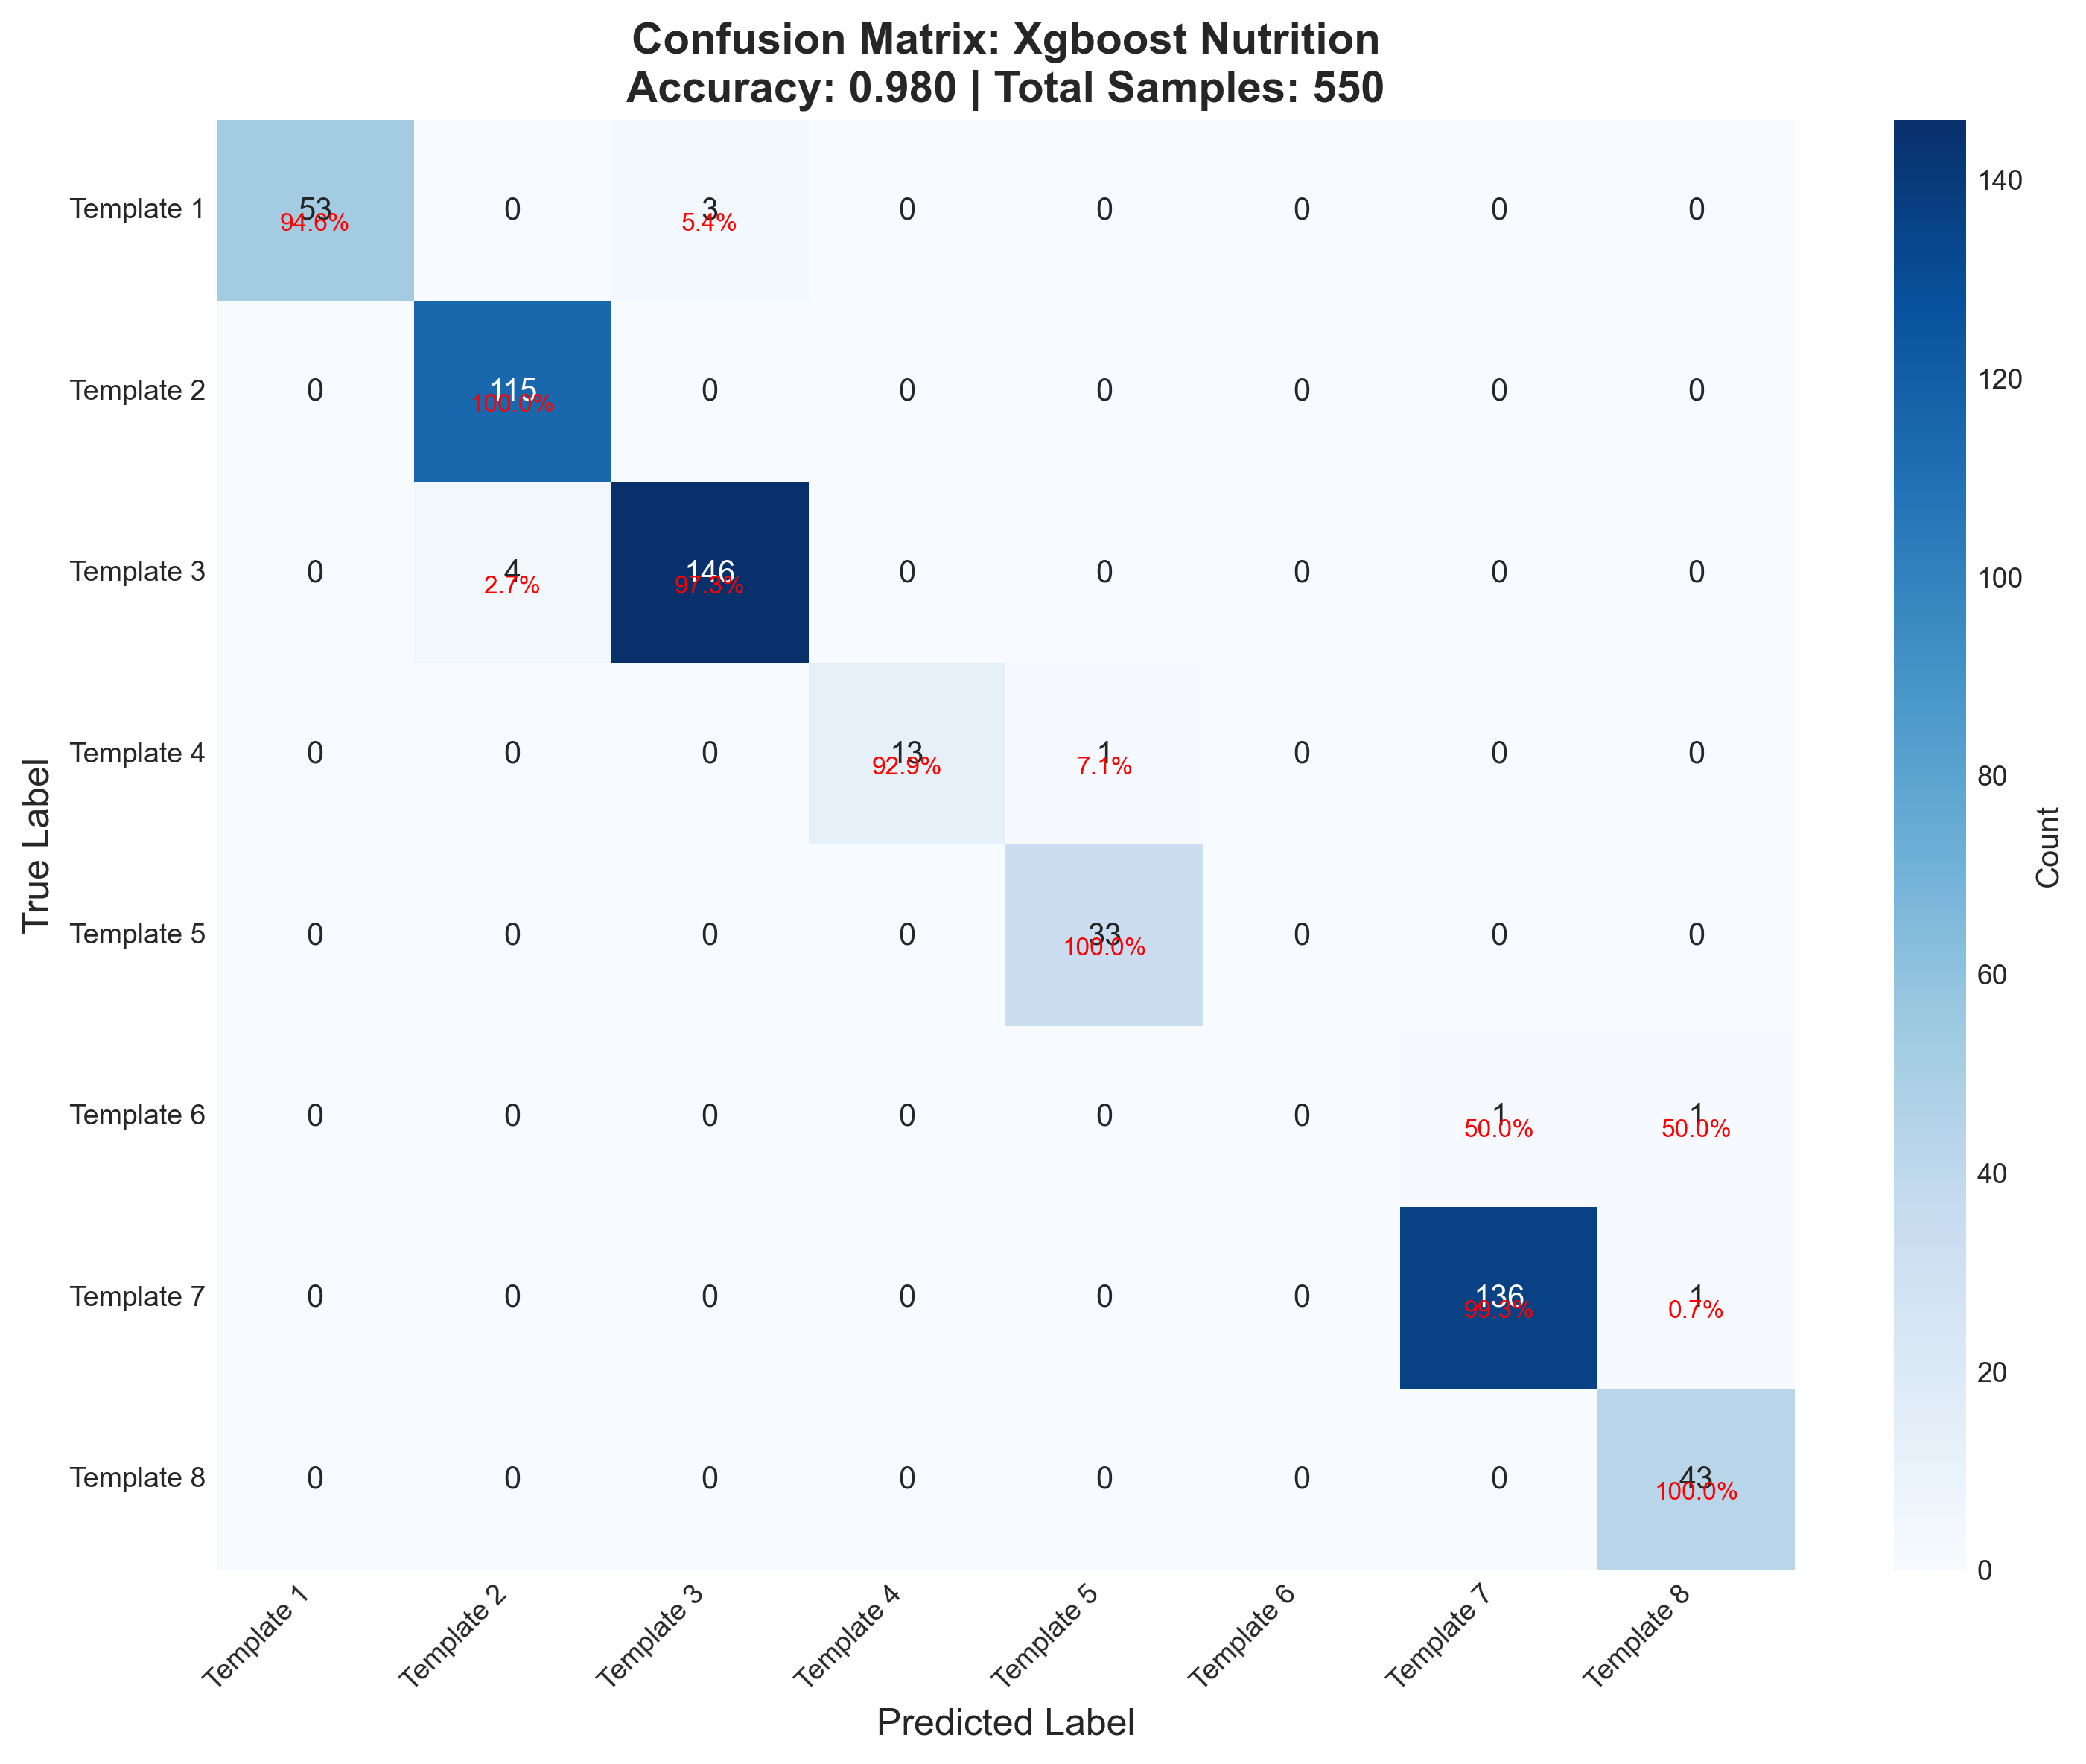 Confusion Matrix: Xgboost Nutrition
Accuracy: 0.980 | Total Samples: 550
Template 1 53 0 3 0 0 0 0 0
94.6% 5.4%
Template 2 0 115 0 0 0 0 0 0
100.0%
Template 3 0 4 146 0 0 0 0 0
2.7% 97.3%
Template 4 0 0 0 13 1 0 0 0
92.9% 7.1%
Template 5 0 0 0 0 33 0 0 0
100.0%
Template 6 0 0 0 0 0 0 1 1
50.0% 50.0%
Template 7 0 0 0 0 0 0 136 1
99.3% 0.7%
Template 8 0 0 0 0 0 0 0 43
100.0%
True Label
Template 1 Template 2 Template 3 Template 4 Template 5 Template 6 Template 7 Template 8
Predicted Label
140
120
100
80
60
40
20
0
Count